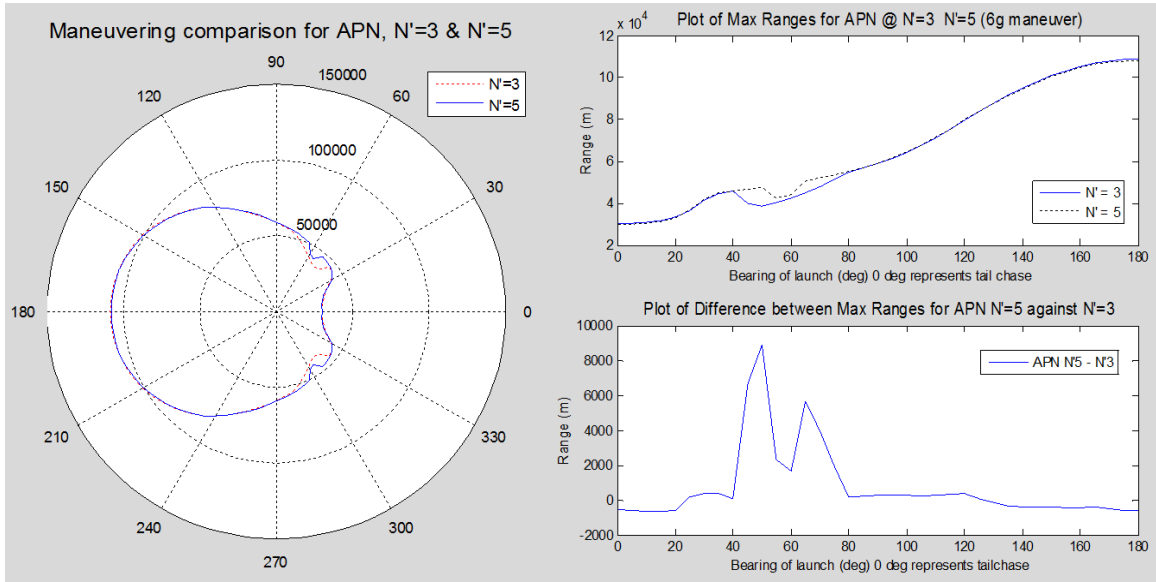 Maneuvering comparison for APN, N'=3 & N'=5
90
150000
120
60
N'=3
N'=5
100000
150
30
50000
180
0
210
330
240
300
270
x 10^4
Plot of Max Ranges for APN @ N'=3 N'=5 (6g maneuver)
12
10
8
6
4
2
Range (m)
N' = 3
N' = 5
0 20 40 60 80 100 120 140 160 180
Bearing of launch (deg) 0 deg represents tail chase
Plot of Difference between Max Ranges for APN N'=5 against N'=3
10000
8000
6000
4000
2000
0
-2000
Range (m)
APN N'5 - N'3
0 20 40 60 80 100 120 140 160 180
Bearing of launch (deg) 0 deg represents tailchase